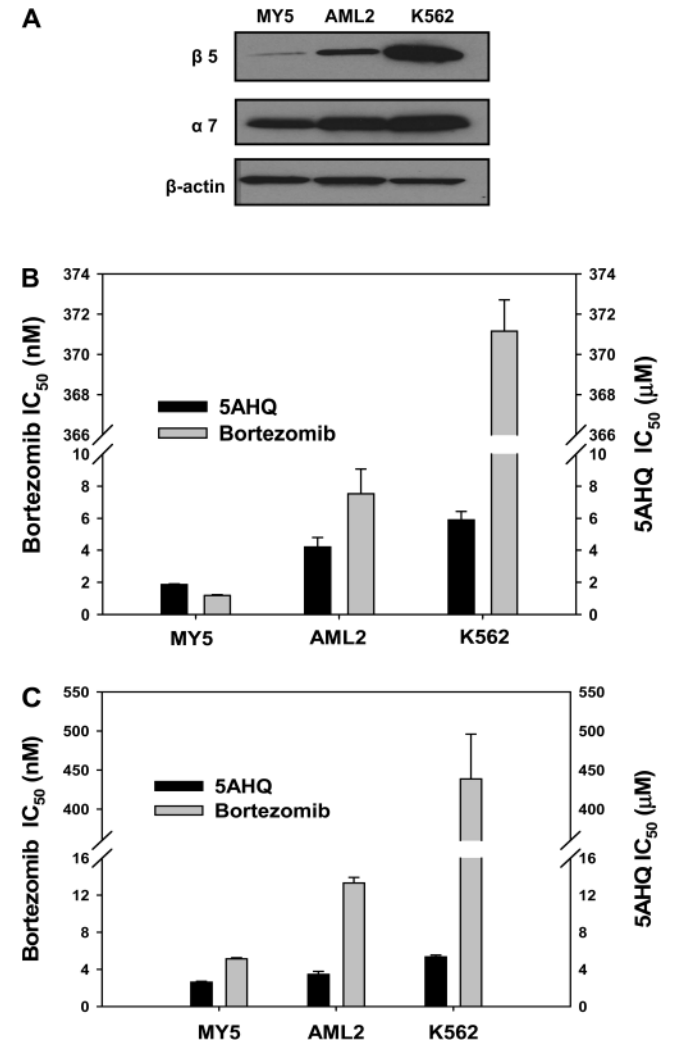 A
MY5 AML2 K562
β 5
α 7
β-actin
B
Bortezomib IC50 (nM)
374
372
370
368
366
10
8
6
4
2
0
5AHQ
Bortezomib
374
372
370
368
366
10
8
6
4
2
0
5AHQ IC50 (μM)
MY5 AML2 K562
C
Bortezomib IC50 (nM)
550
500
450
400
16
12
8
4
0
5AHQ
Bortezomib
550
500
450
400
16
12
8
4
0
5AHQ IC50 (μM)
MY5 AML2 K562